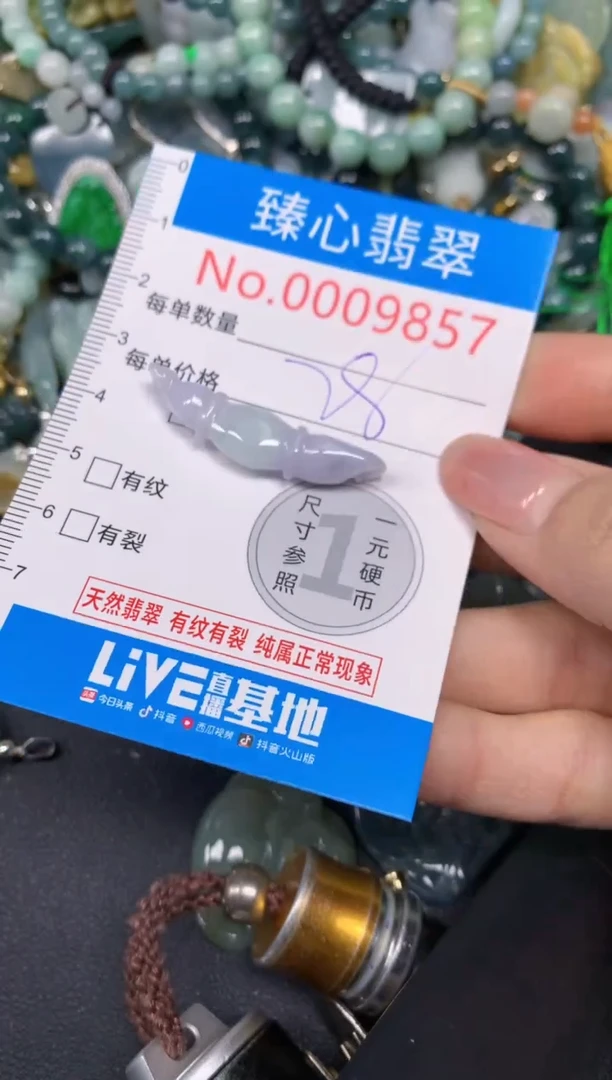 臻心翡翠
No.0009857
每单数量
每单价格 28
有纹
有裂
尺寸参照
1
一元硬币
天然翡翠 有纹有裂 纯属正常现象
LiVE直播基地
头条 今日头条 抖音 西瓜视频 抖音火山版
0
1
2
3
4
5
6
7